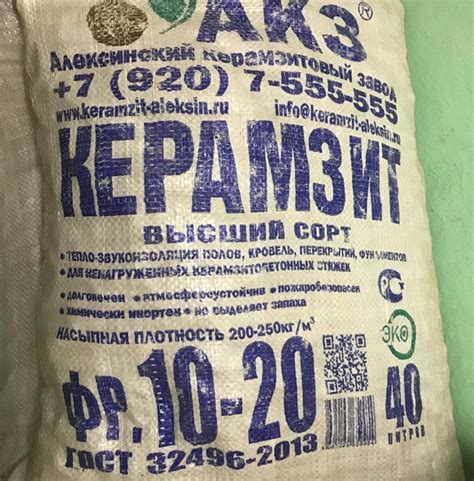 АКЗ®
Алексинский Керамзитовый завод
+7 (920) 7-555-555
www.keramzit-aleksin.ru info@keramzit-aleksin.ru
КЕРАМЗИТ
ВЫСШИЙ СОРТ
• ТЕПЛО-ЗВУКОИЗОЛЯЦИЯ ПОЛОВ, КРОВЕЛЬ, ПЕРЕКРЫТИЙ, ФУНДАМЕНТОВ
• ДЛЯ НЕНАГРУЖЕННЫХ КЕРАМЗИТОБЕТОННЫХ СТЯЖЕК
• долговечен • атмосфероустойчив • пожаробезопасен
• химически инертен • не выделяет запаха
НАСЫПНАЯ ПЛОТНОСТЬ 200-250кг/м³
ЭКО
ФР.10-20
40
ЛИТРОВ
ГОСТ 32496-2013